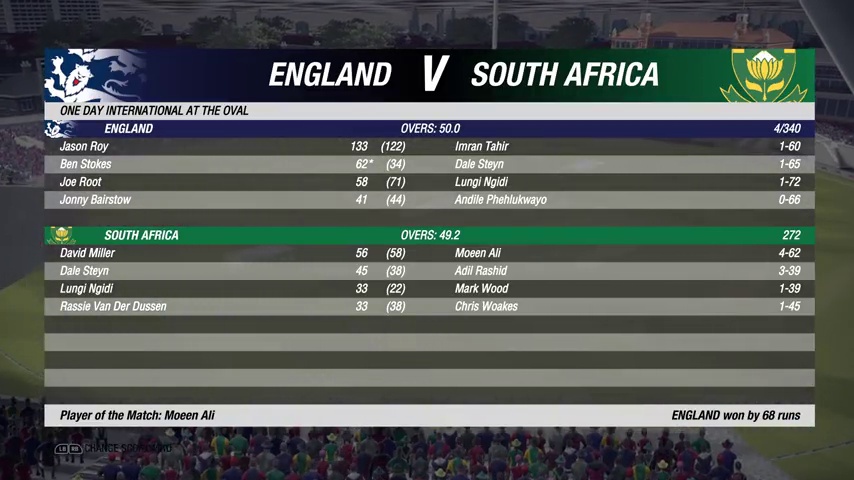 ENGLAND V SOUTH AFRICA
ONE DAY INTERNATIONAL AT THE OVAL
ENGLAND OVERS: 50.0 4/340
Jason Roy 133 (122) Imran Tahir 1-60
Ben Stokes 62* (34) Dale Steyn 1-65
Joe Root 58 (71) Lungi Ngidi 1-72
Jonny Bairstow 41 (44) Andile Phehlukwayo 0-66
SOUTH AFRICA OVERS: 49.2 272
David Miller 56 (58) Moeen Ali 4-62
Dale Steyn 45 (38) Adil Rashid 3-39
Lungi Ngidi 33 (22) Mark Wood 1-39
Rassie Van Der Dussen 33 (38) Chris Woakes 1-45
Player of the Match: Moeen Ali ENGLAND won by 68 runs
CHANGE SCORECARD